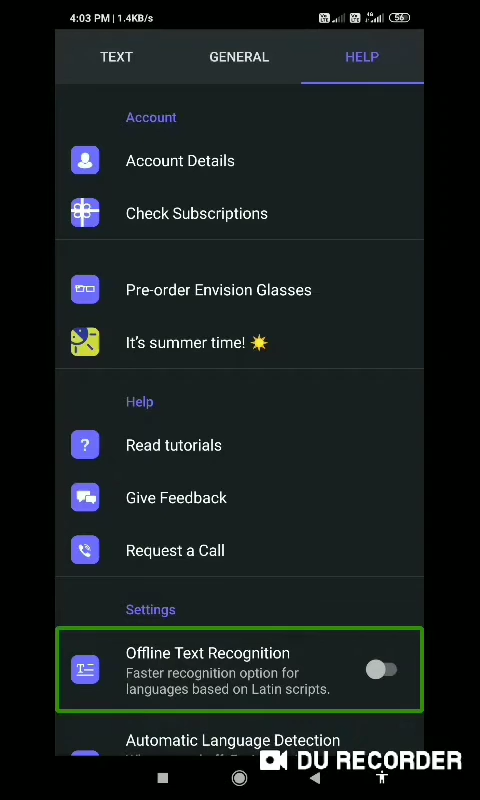 4:03 PM | 1.4KB/s
4G
56
TEXT
GENERAL
HELP
Account
Account Details
Check Subscriptions
Pre-order Envision Glasses
It's summer time! ☀️
Help
?
Read tutorials
Give Feedback
Request a Call
Settings
Offline Text Recognition
Faster recognition option for
languages based on Latin scripts.
Automatic Language Detection
DU RECORDER